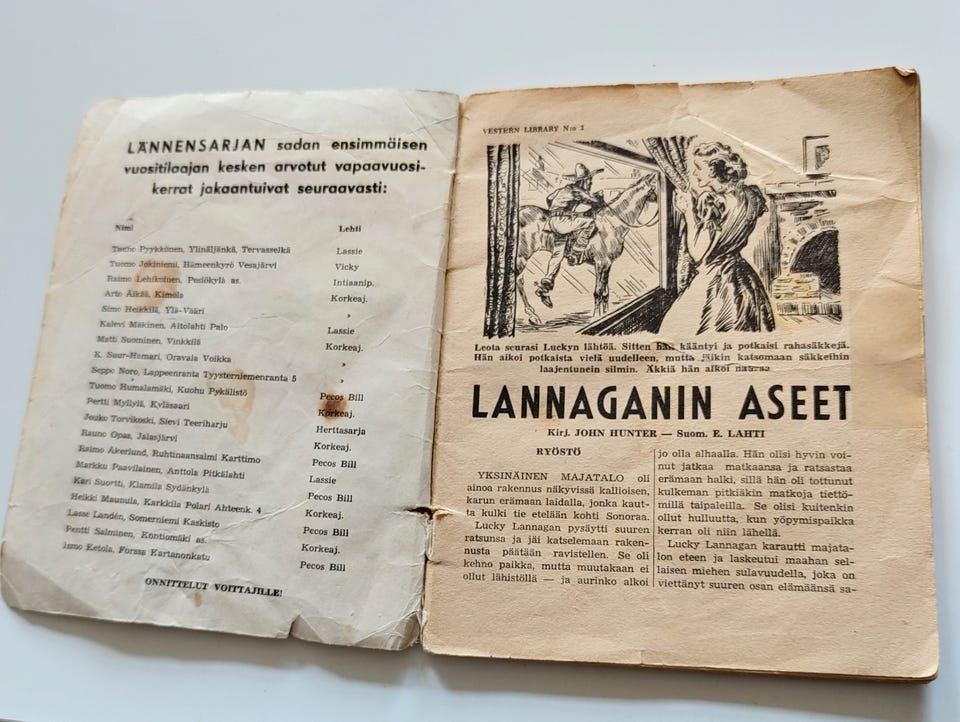 LÄNNENSARJAN sadan ensimmäisen
vuositilaajan kesken arvotut vapaavuosi-
kerrat jakaantuivat seuraavasti:
Nimi Lehti
Tuomo Pyykkönen, Ylinäljänkä, Tervasselkä Lassie
Tuomo Jokiniemi, Hämeenkyrö Vesajärvi Vicky
Raimo Lehikoinen, Pesiökylä as. Intiaanip.
Arto Äikää, Kimola Korkeaj.
Simo Heikkilä, Ylä-Vääri »
Kalevi Mäkinen, Aitolahti Palo Lassie
Matti Suominen, Vinkkilä Korkeaj.
K. Suur-Hamari, Oravala Voikka »
Seppo Noro, Lappeenranta Tyysterniemenranta 5 »
Tuomo Humalamäki, Kuohu Pykälistö Pecos Bill
Pertti Myllylä, Kyläsaari Korkeaj.
Jouko Torvikoski, Sievi Teeriharju Herttasarja
Rauno Opas, Jalasjärvi Korkeaj.
Raimo Åkerlund, Ruhtinaansalmi Karttimo Pecos Bill
Markku Paavilainen, Anttola Pitkälahti Lassie
Kari Suortti, Klamila Sydänkylä Pecos Bill
Heikki Maunula, Karkkila Polari Ahteenk. 4 Korkeaj.
Lasse Landén, Somerniemi Kaskisto Pecos Bill
Pentti Salminen, Kontiomäki as. Korkeaj.
Ismo Ketola, Forssa Kartanonkatu Pecos Bill
ONNITTELUT VOITTAJILLE!
VESTERN LIBRARY N:o 1
Leota seurasi Luckyn lähtöä. Sitten hän kääntyi ja potkaisi rahasäkkejä.
Hän aikoi potkaista vielä uudelleen, mutta jäikin katsomaan säkkeihin
laajentunein silmin. Äkkiä hän alkoi nauraa
LANNAGANIN ASEET
Kirj. JOHN HUNTER — Suom. E. LAHTI
RYÖSTÖ
YKSINÄINEN MAJATALO oli
ainoa rakennus näkyvissä kallioisen,
karun erämaan laidalla, jonka kaut-
ta kulki tie etelään kohti Sonoraa.
Lucky Lannagan pysäytti suuren
ratsunsa ja jäi katselemaan raken-
nusta päätään ravistellen. Se oli
kehno paikka, mutta muutakaan ei
ollut lähistöllä — ja aurinko alkoi
jo olla alhaalla. Hän olisi hyvin voi-
nut jatkaa matkaansa ja ratsastaa
erämaan halki, sillä hän oli tottunut
kulkeman pitkiäkin matkoja tiettö-
millä taipaleilla. Se olisi kuitenkin
ollut hulluutta, kun yöpymispaikka
kerran oli niin lähellä.
Lucky Lannagan karautti majata-
lon eteen ja laskeutui maahan sel-
laisen miehen sulavuudella, joka on
viettänyt suuren osan elämäänsä sa-